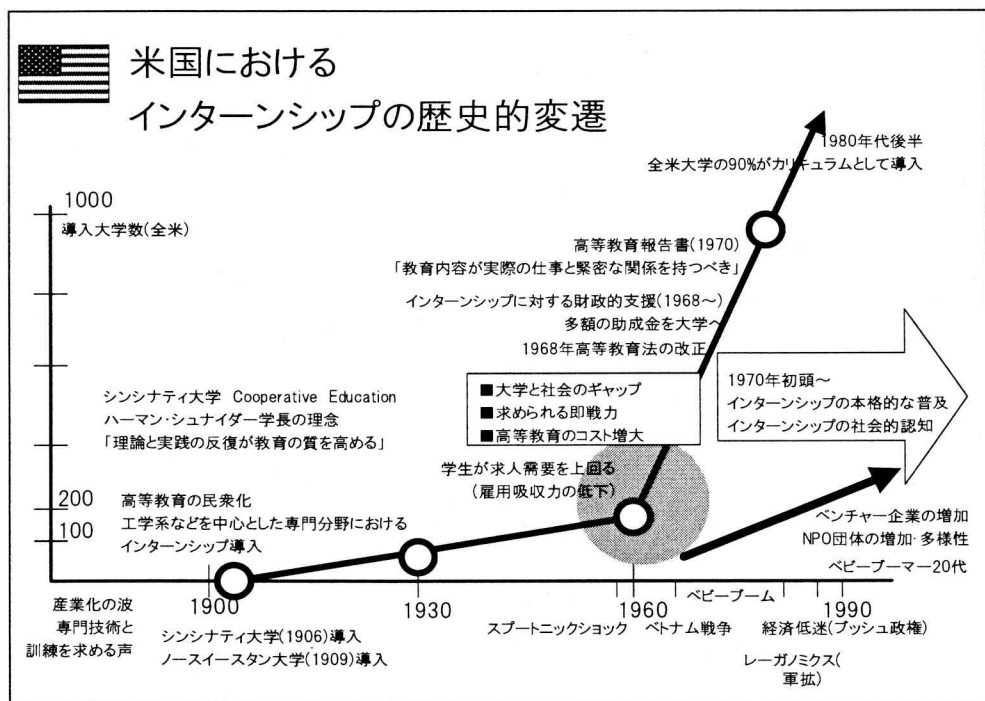 米国における
インターンシップの歴史的変遷
1980年代後半
全米大学の90%がカリキュラムとして導入
1000
導入大学数(全米)
高等教育報告書(1970)
「教育内容が実際の仕事と緊密な関係を持つべき」
インターンシップに対する財政的支援(1968～)
多額の助成金を大学へ
1968年高等教育法の改正
■大学と社会のギャップ
■求められる即戦力
■高等教育のコスト増大
1970年初頭～
インターンシップの本格的な普及
インターンシップの社会的認知
シンシナティ大学 Cooperative Education
ハーマン・シュナイダー学長の理念
「理論と実践の反復が教育の質を高める」
学生が求人需要を上回る
(雇用吸収力の低下)
200
100
高等教育の民衆化
工学系などを中心とした専門分野における
インターンシップ導入
ベンチャー企業の増加
NPO団体の増加・多様性
ベビーブーマー20代
ベビーブーム
1900
1930
1960
1990
産業化の波
専門技術と
訓練を求める声
シンシナティ大学(1906)導入
ノースイースタン大学(1909)導入
スプートニックショック
ベトナム戦争
経済低迷(ブッシュ政権)
レーガノミクス(
軍拡)